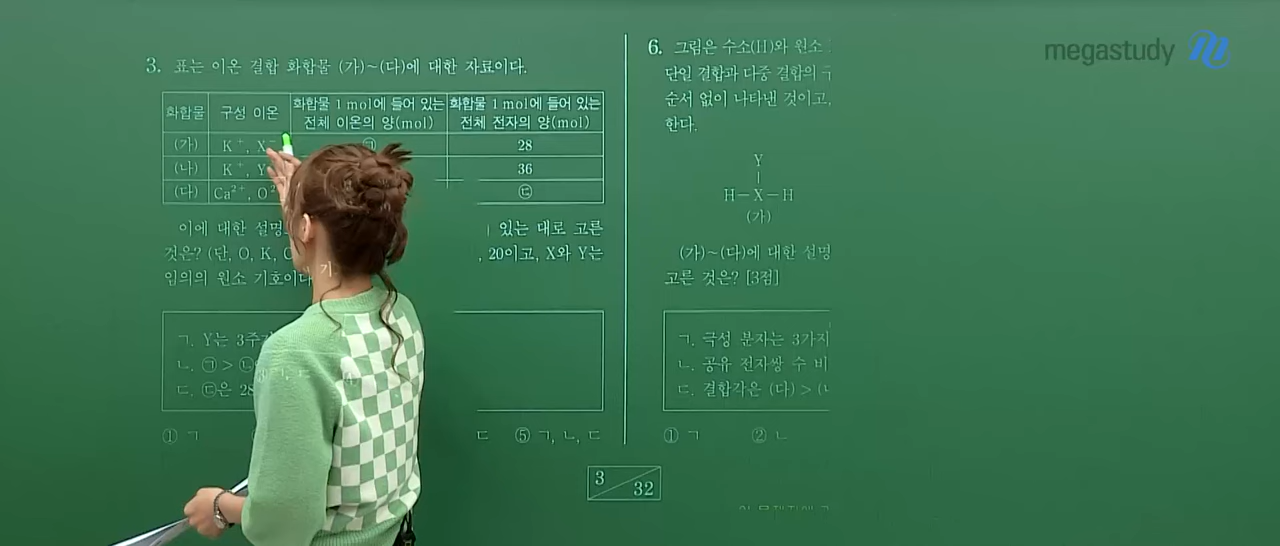 megastudy
3. 표는 이온 결합 화합물 (가)~(다)에 대한 자료이다.
화합물 구성 이온 화합물 1 mol에 들어 있는 전체 이온의 양(mol) 화합물 1 mol에 들어 있는 전체 전자의 양(mol)
(가) K⁺, X⁻ ㉠ 28
(나) K⁺, Y 36
(다) Ca²⁺, O² ㉢
이에 대한 설명 있는 대로 고른
것은? (단, O, K, , 20이고, X와 Y는
임의의 원소 기호이다
ㄱ. Y는 3주
ㄴ. ㉠ > ㉡
ㄷ. ㉢은 28
① ㄱ ㄷ ⑤ ㄱ, ㄴ, ㄷ
3/32
6. 그림은 수소(H)와 원소
단일 결합과 다중 결합의
순서 없이 나타낸 것이고,
한다.
Y
H-X-H
(가)
(가)~(다)에 대한 설명
고른 것은? [3점]
ㄱ. 극성 분자는 3가지
ㄴ. 공유 전자쌍 수 비
ㄷ. 결합각은 (다) > (
① ㄱ ② ㄴ